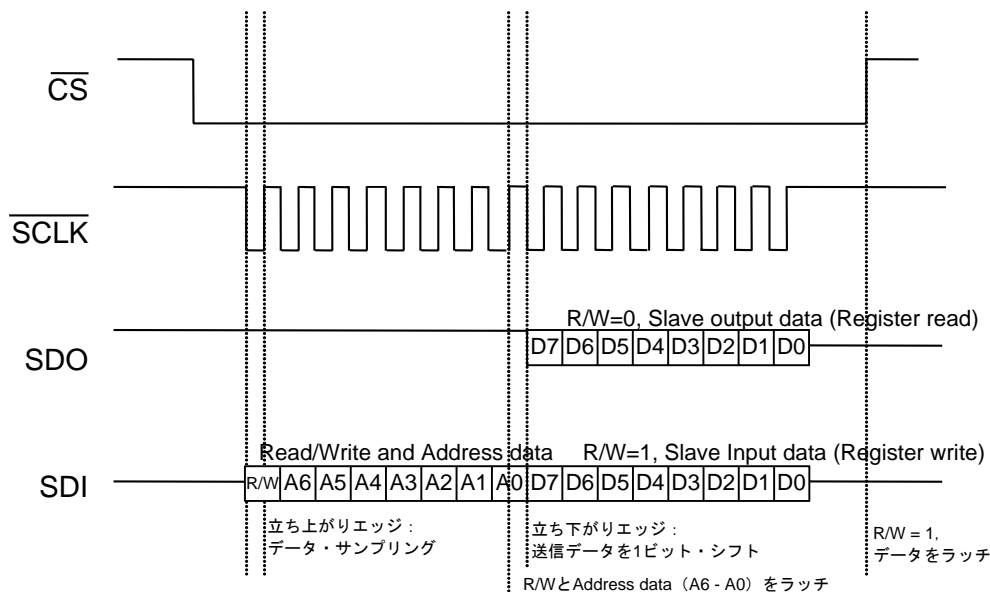 CS
SCLK
R/W=0, Slave output data (Register read)
SDO
D7 D6 D5 D4 D3 D2 D1 D0
Read/Write and Address data R/W=1, Slave Input data (Register write)
SDI
R/W A6 A5 A4 A3 A2 A1 A0 D7 D6 D5 D4 D3 D2 D1 D0
立ち上がりエッジ：
データ・サンプリング
立ち下がりエッジ：
送信データを1ビット・シフト
R/W = 1,
データをラッチ
R/WとAddress data（A6 - A0）をラッチ